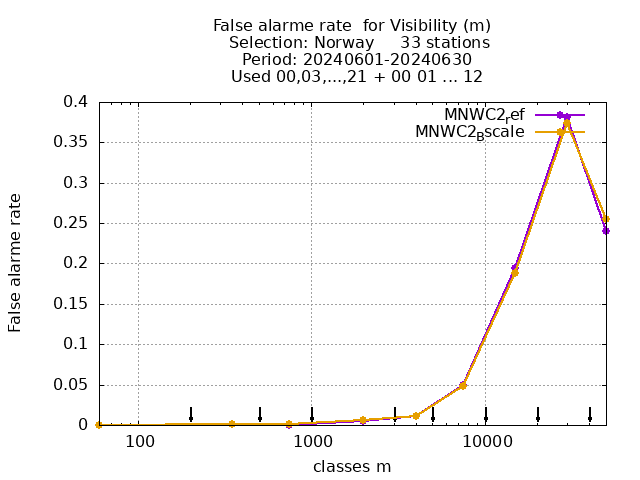 False alarme rate for Visibility (m)
Selection: Norway 33 stations
Period: 20240601-20240630
Used 00,03,...,21 + 00 01 ... 12
MNWC2ref
MNWC2Bscale
0.4
0.35
0.3
0.25
0.2
0.15
0.1
0.05
0
False alarme rate
100
1000
10000
classes m